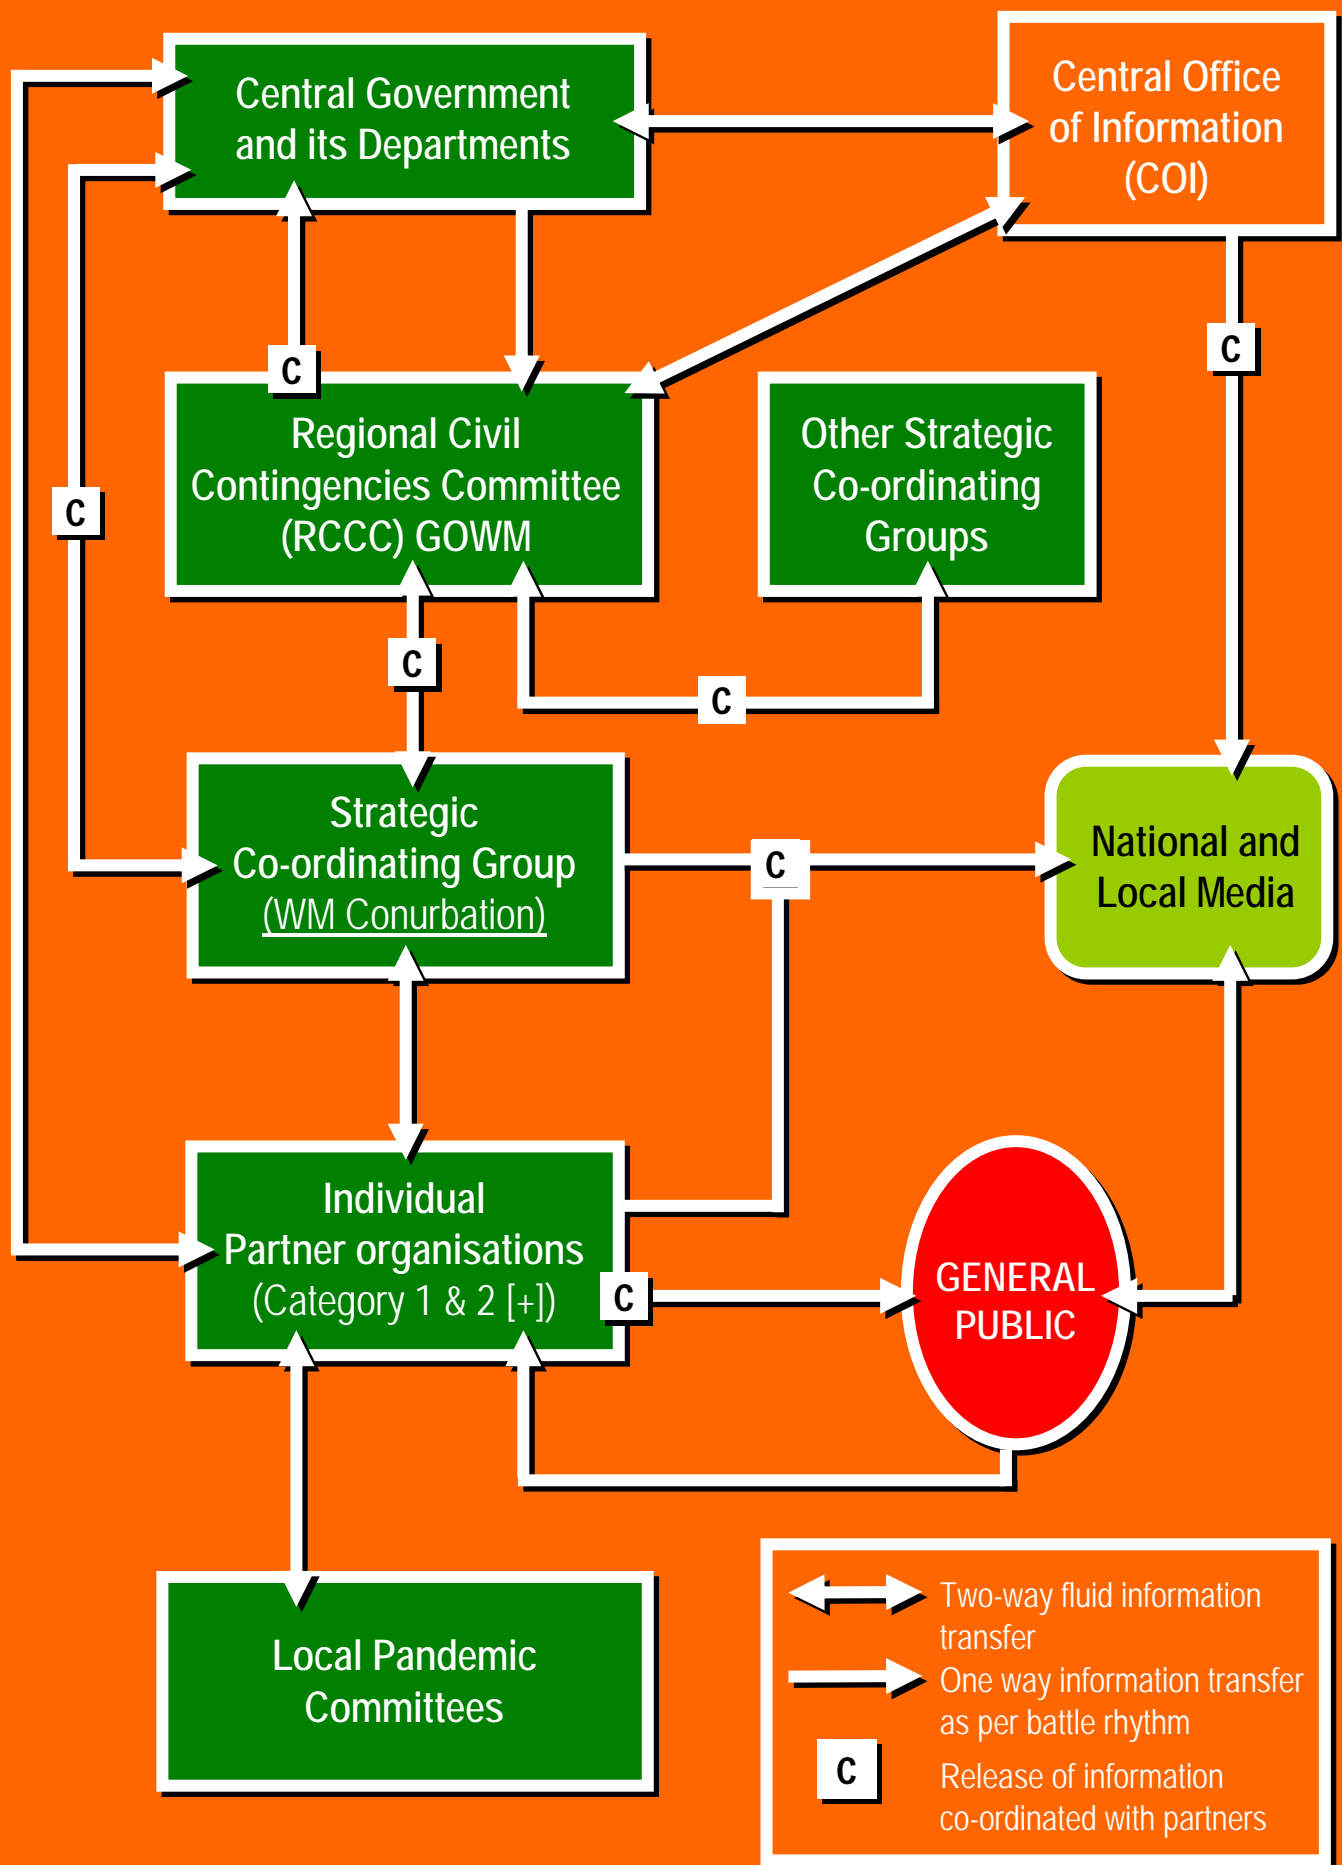 Central Government
and its Departments
Central Office
of Information
(COI)
C
C
Regional Civil
Contingencies Committee
(RCCC) GOWM
Other Strategic
Co-ordinating
Groups
C
C
C
Strategic
Co-ordinating Group
(WM Conurbation)
C
National and
Local Media
Individual
Partner organisations
(Category 1 & 2 [+])
C
GENERAL
PUBLIC
Local Pandemic
Committees
Two-way fluid information
transfer
One way information transfer
as per battle rhythm
C
Release of information
co-ordinated with partners